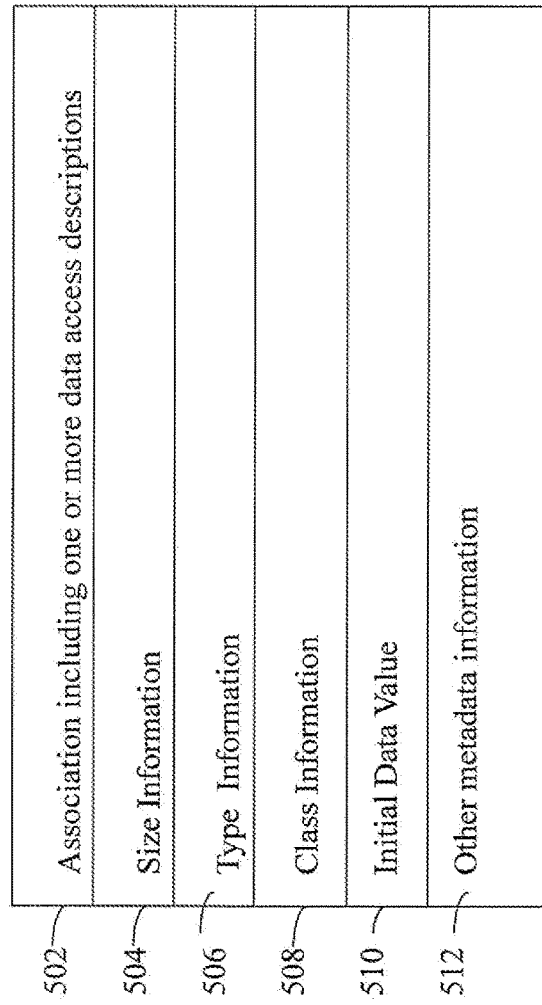 502 Association including one or more data access descriptions
504 Size Information
506 Type Information
508 Class Information
510 Initial Data Value
512 Other metadata information